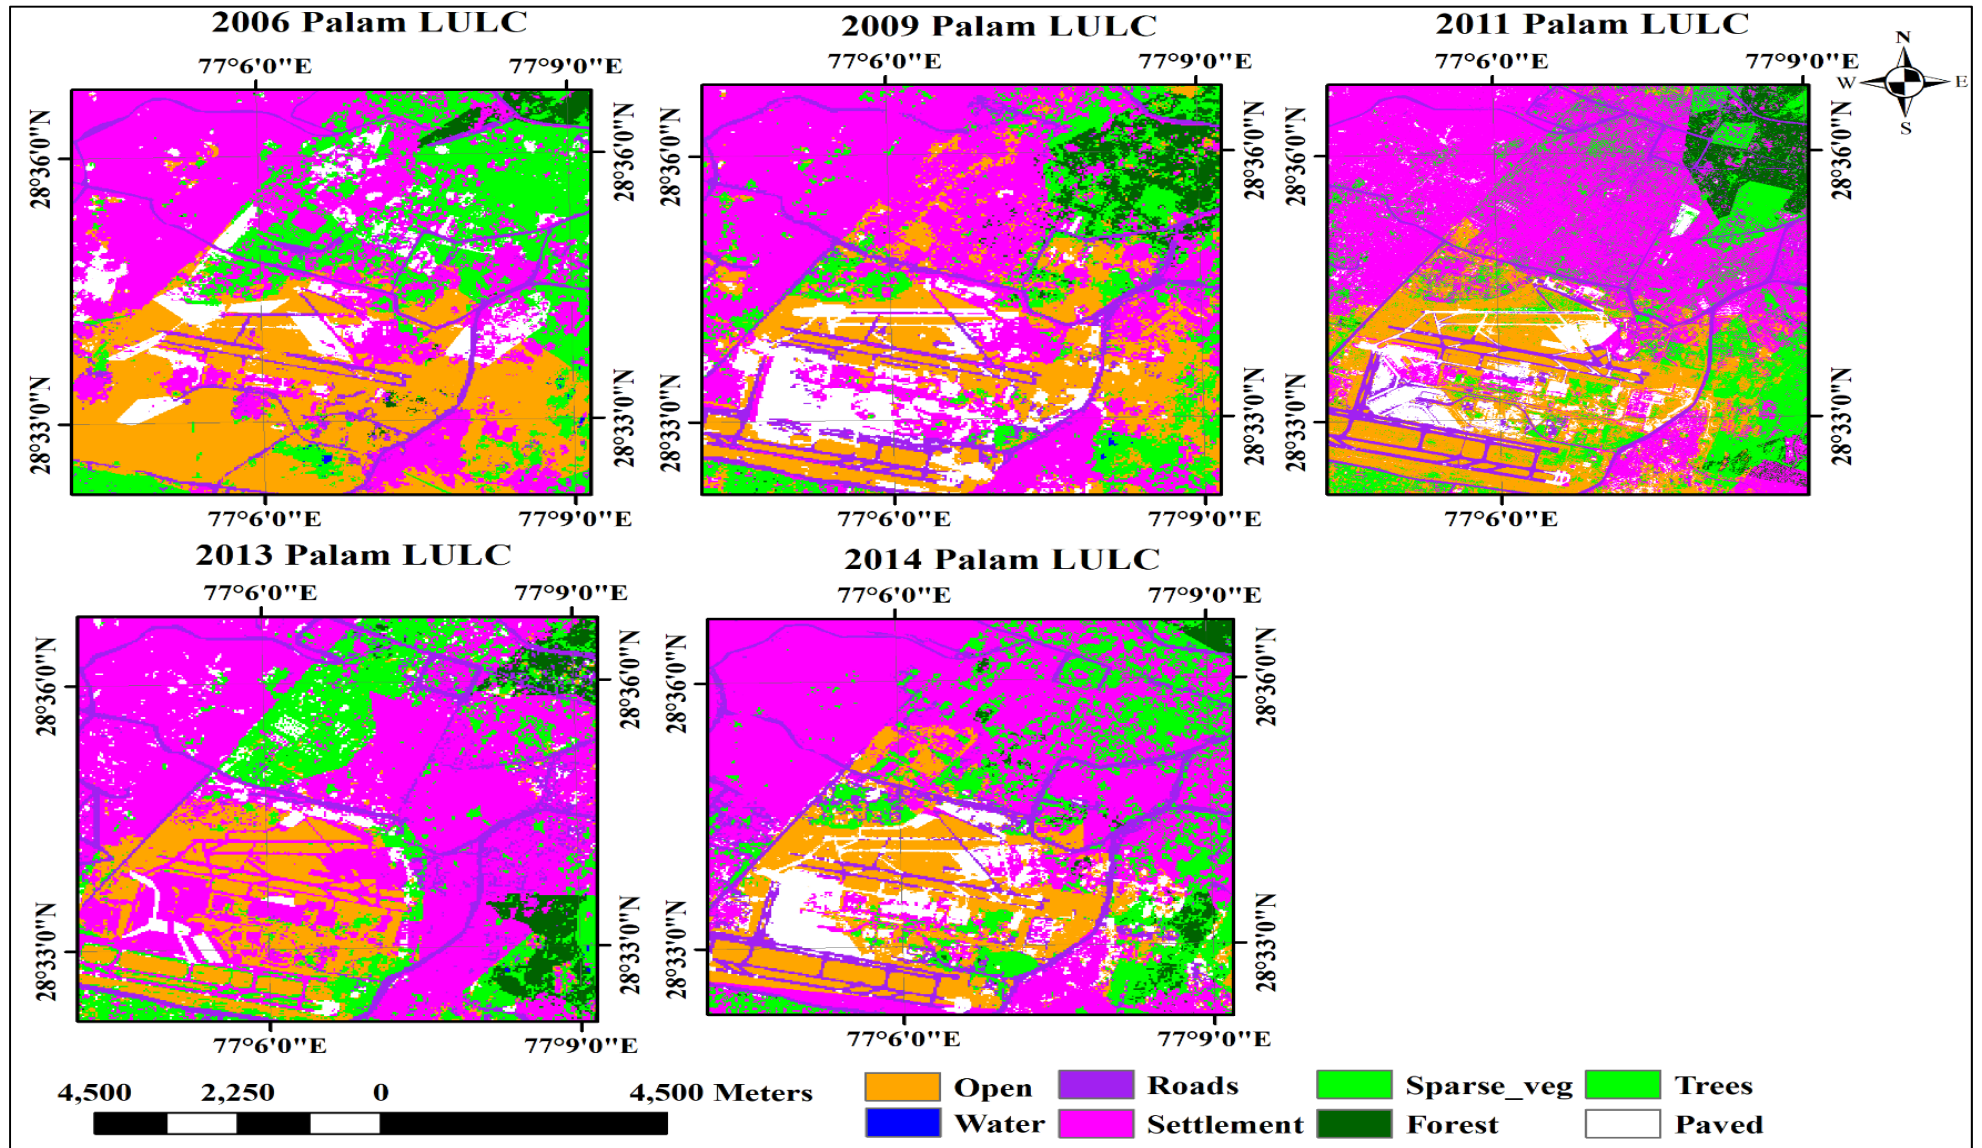 2006 Palam LULC
2009 Palam LULC
2011 Palam LULC
77°6'0"E 77°9'0"E
77°6'0"E 77°9'0"E
77°6'0"E 77°9'0"E
N
W E
S
28°36'0"N 28°36'0"N
28°36'0"N 28°36'0"N
28°36'0"N 28°36'0"N
28°33'0"N 28°33'0"N
28°33'0"N 28°33'0"N
28°33'0"N 28°33'0"N
77°6'0"E 77°9'0"E
77°6'0"E 77°9'0"E
77°6'0"E
2013 Palam LULC
2014 Palam LULC
77°6'0"E 77°9'0"E
77°6'0"E 77°9'0"E
28°36'0"N 28°36'0"N
28°36'0"N 28°36'0"N
28°33'0"N 28°33'0"N
28°33'0"N 28°33'0"N
77°6'0"E 77°9'0"E
77°6'0"E 77°9'0"E
4,500 2,250 0 4,500 Meters
Open Roads Sparse_veg Trees
Water Settlement Forest Paved